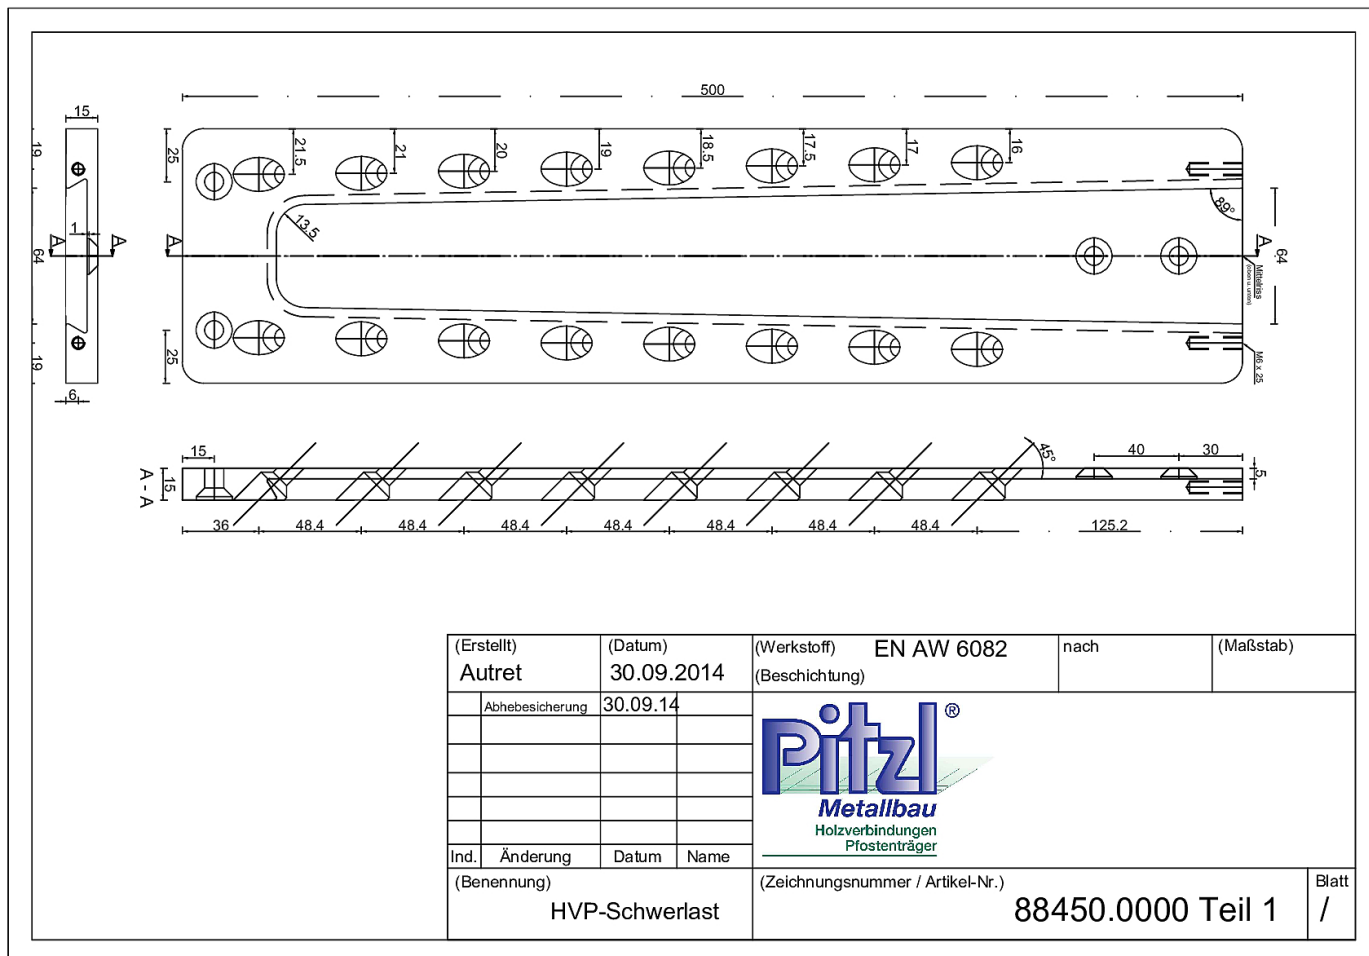 500
15
19
25
21.5
21
20
19
18.5
17.5
17
16
13.5
89°
1
A
A
64
A
A
64
Mittelriss
(oben u. unten)
25
19
6
M6 x 25
A - A
15
15
45°
40
30
5
36
48.4
48.4
48.4
48.4
48.4
48.4
48.4
125.2
(Erstellt)
(Datum)
(Werkstoff)
EN AW 6082
nach
(Maßstab)
Autret
30.09.2014
(Beschichtung)
Abhebesicherung
30.09.14
Pitzl ®
Metallbau
Holzverbindungen
Pfostenträger
Ind.
Änderung
Datum
Name
(Benennung)
HVP-Schwerlast
(Zeichnungsnummer / Artikel-Nr.)
88450.0000 Teil 1
Blatt
/